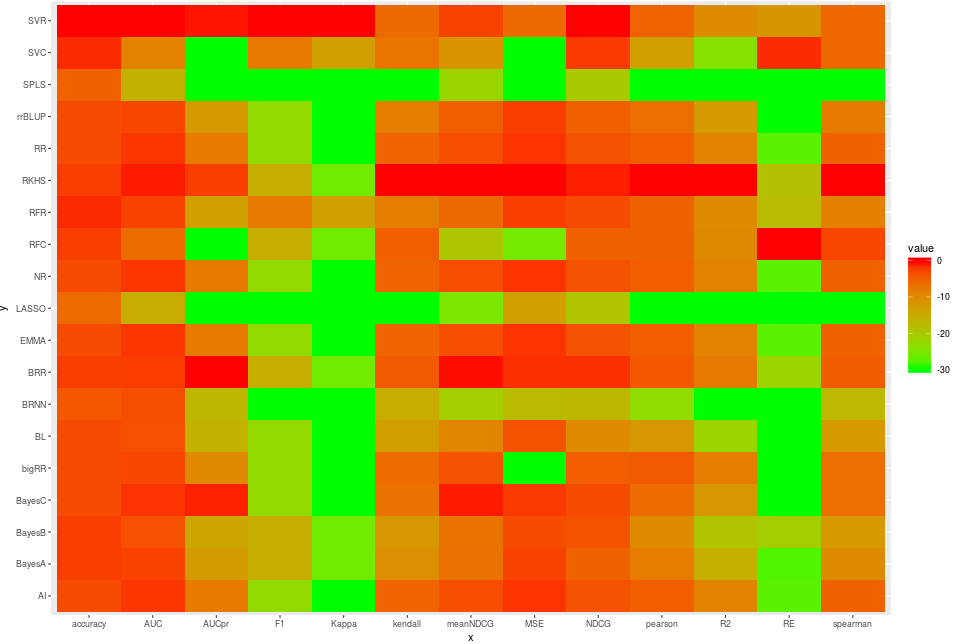 SVR
SVC
SPLS
rrBLUP
RR
RKHS
RFR
RFC
NR
LASSO
EMMA
BRR
BRNN
BL
bigRR
BayesC
BayesB
BayesA
AI
y
accuracy AUC AUCpr F1 Kappa kendall meanNDCG MSE NDCG pearson R2 RE spearman
x
value
0
-10
-20
-30